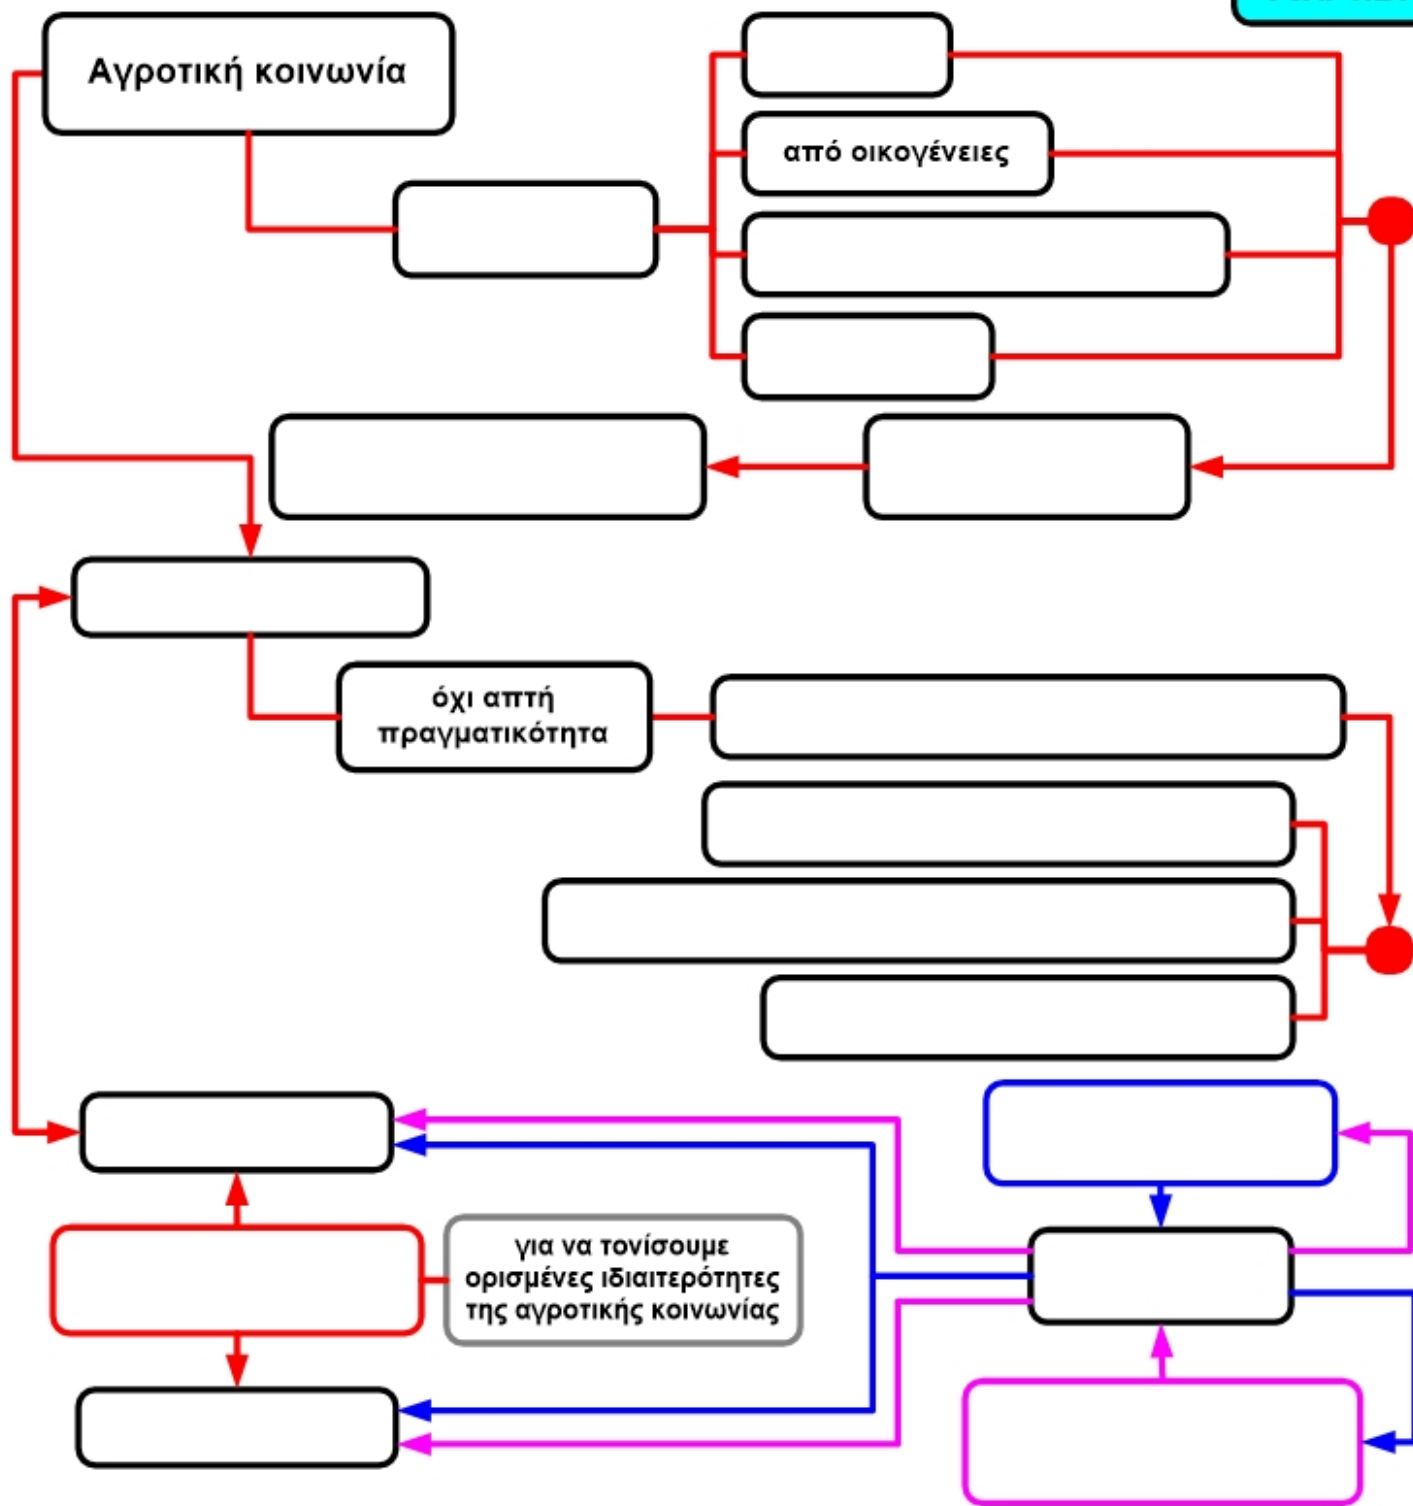 Αγροτική κοινωνία
από οικογένειες
όχι απτή
πραγματικότητα
για να τονίσουμε
ορισμένες ιδιαιτερότητες
της αγροτικής κοινωνίας